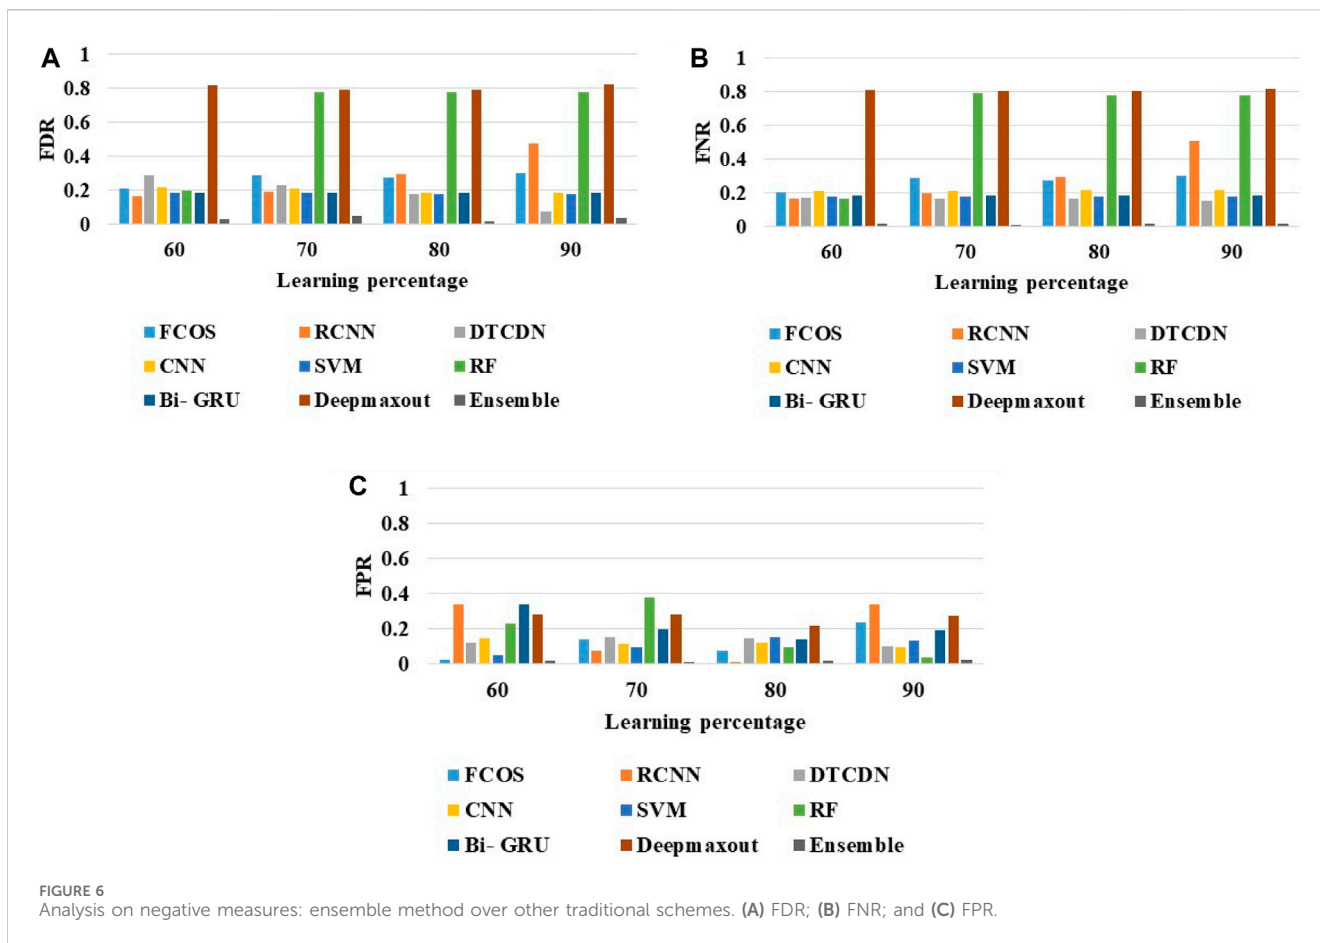 A
1
0.8
0.6
0.4
0.2
0
FDR
60 70 80 90
Learning percentage
FCOS RCNN DTCDN
CNN SVM RF
Bi- GRU Deepmaxout Ensemble
B
1
0.8
0.6
0.4
0.2
0
FNR
60 70 80 90
Learning percentage
FCOS RCNN DTCDN
CNN SVM RF
Bi- GRU Deepmaxout Ensemble
C
1
0.8
0.6
0.4
0.2
0
FPR
60 70 80 90
Learning percentage
FCOS RCNN DTCDN
CNN SVM RF
Bi- GRU Deepmaxout Ensemble
FIGURE 6
Analysis on negative measures: ensemble method over other traditional schemes. (A) FDR; (B) FNR; and (C) FPR.